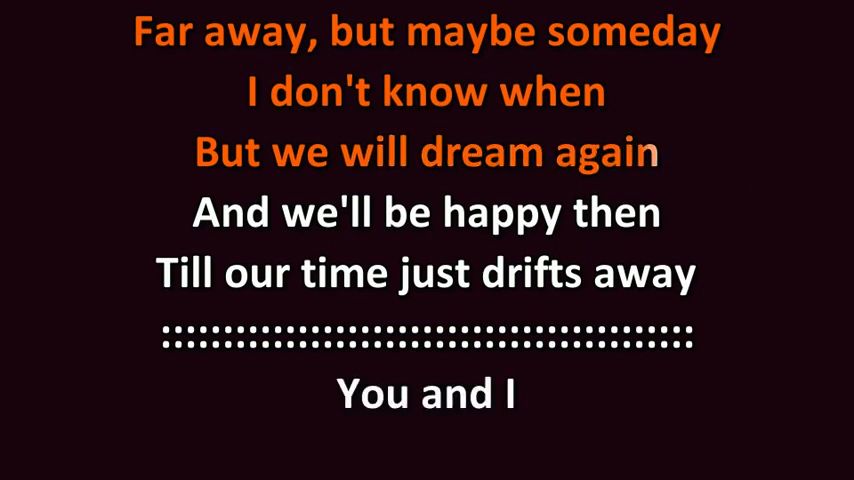 Far away, but maybe someday
I don't know when
But we will dream again
And we'll be happy then
Till our time just drifts away
:::::::::::::::::::::::::::::::::::::::::::
You and I